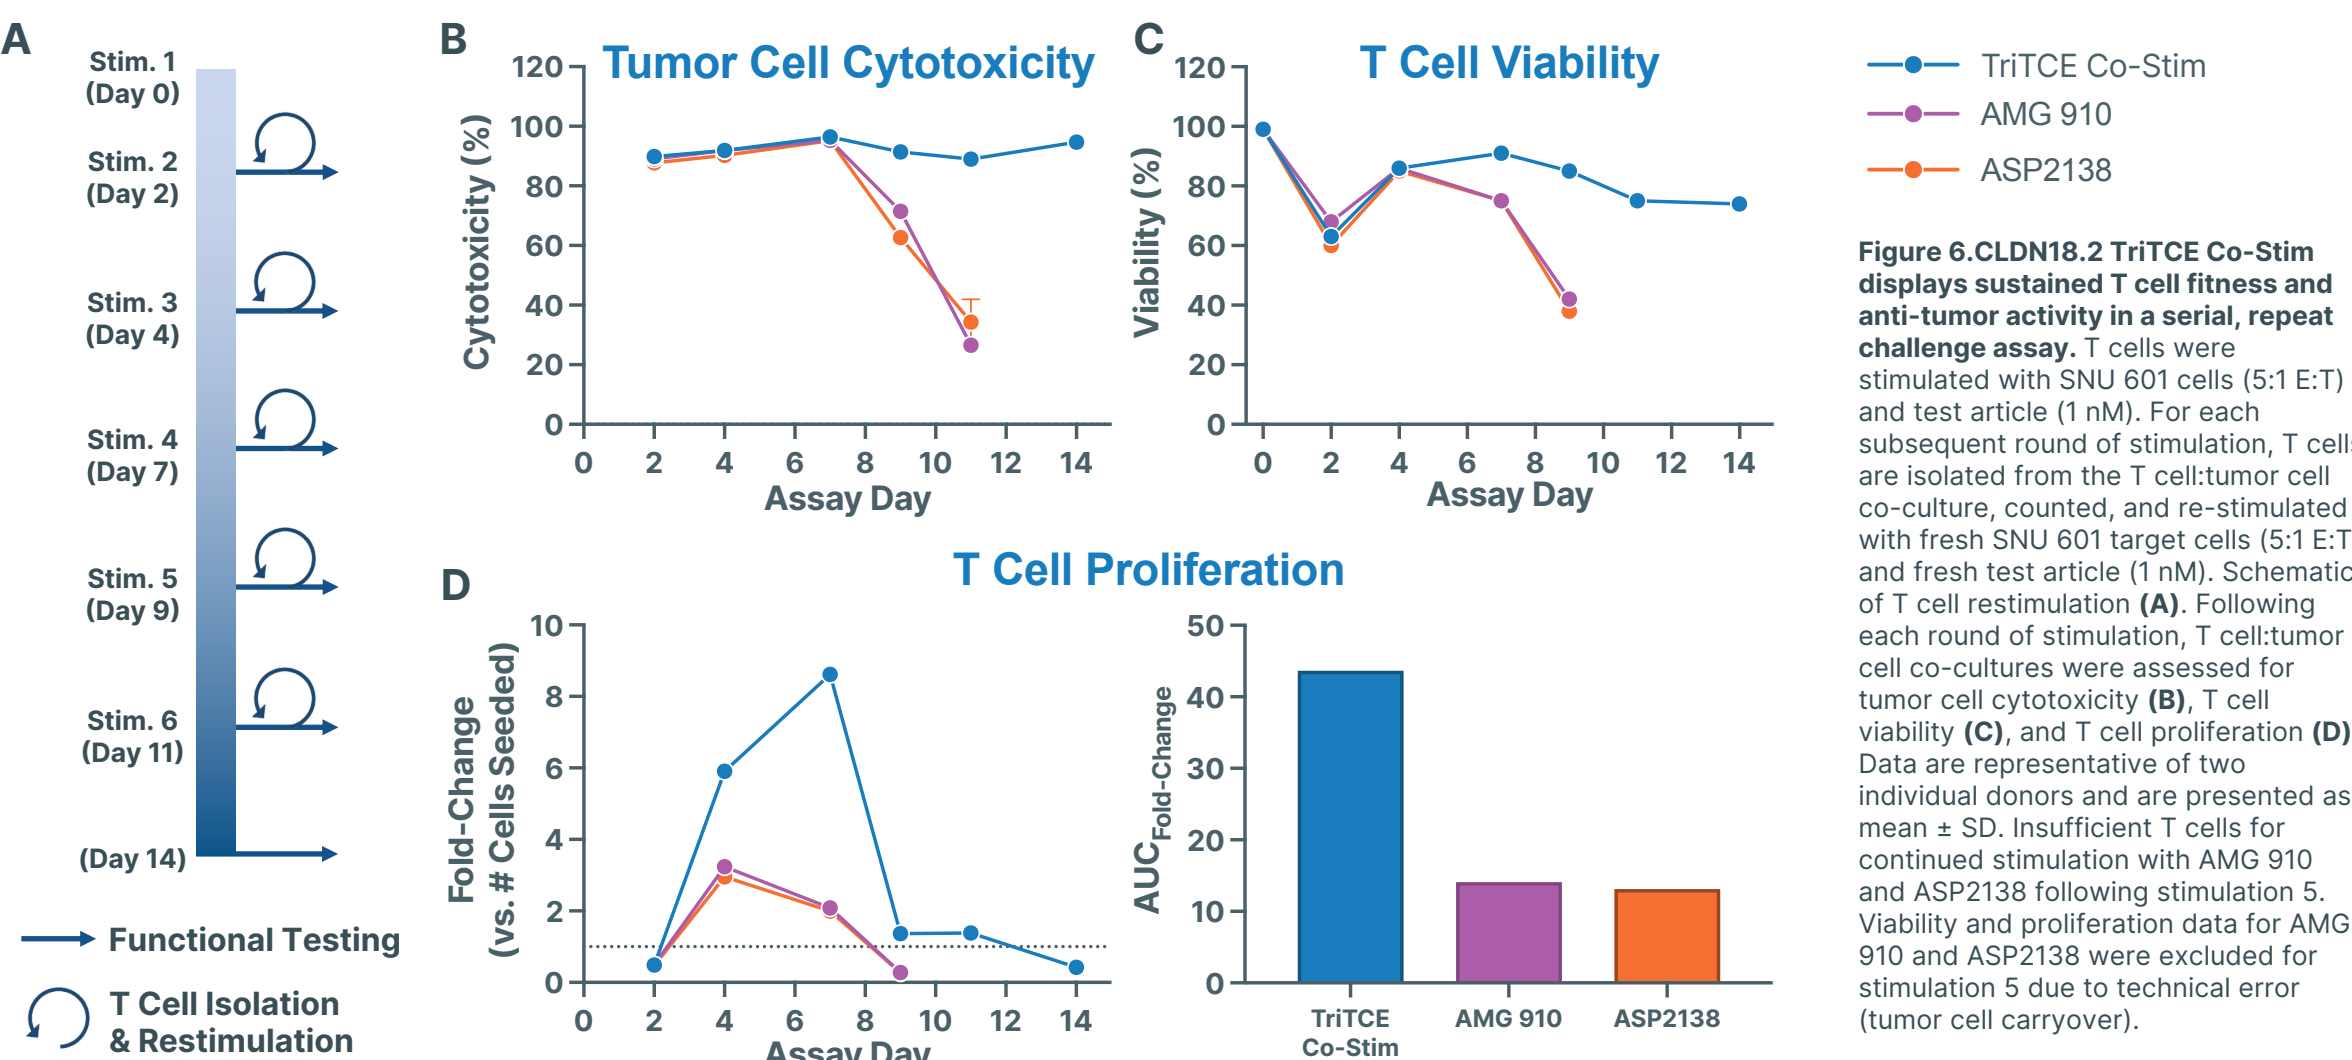 A
Stim. 1
(Day 0)
Stim. 2
(Day 2)
Stim. 3
(Day 4)
Stim. 4
(Day 7)
Stim. 5
(Day 9)
Stim. 6
(Day 11)
(Day 14)
Functional Testing
T Cell Isolation
& Restimulation
B
Tumor Cell Cytotoxicity
Cytotoxicity (%)
120
100
80
60
40
20
0
0 2 4 6 8 10 12 14
Assay Day
C
T Cell Viability
Viability (%)
120
100
80
60
40
20
0
0 2 4 6 8 10 12 14
Assay Day
D
T Cell Proliferation
Fold-Change
(vs. # Cells Seeded)
10
8
6
4
2
0
0 2 4 6 8 10 12 14
Assay Day
AUCFold-Change
50
40
30
20
10
0
TriTCE
Co-Stim
AMG 910
ASP2138
TriTCE Co-Stim
AMG 910
ASP2138
Figure 6.CLDN18.2 TriTCE Co-Stim
displays sustained T cell fitness and
anti-tumor activity in a serial, repeat
challenge assay. T cells were
stimulated with SNU 601 cells (5:1 E:T)
and test article (1 nM). For each
subsequent round of stimulation, T cells
are isolated from the T cell:tumor cell
co-culture, counted, and re-stimulated
with fresh SNU 601 target cells (5:1 E:T
and fresh test article (1 nM). Schematic
of T cell restimulation (A). Following
each round of stimulation, T cell:tumor
cell co-cultures were assessed for
tumor cell cytotoxicity (B), T cell
viability (C), and T cell proliferation (D)
Data are representative of two
individual donors and are presented as
mean ± SD. Insufficient T cells for
continued stimulation with AMG 910
and ASP2138 following stimulation 5.
Viability and proliferation data for AMG
910 and ASP2138 were excluded for
stimulation 5 due to technical error
(tumor cell carryover).